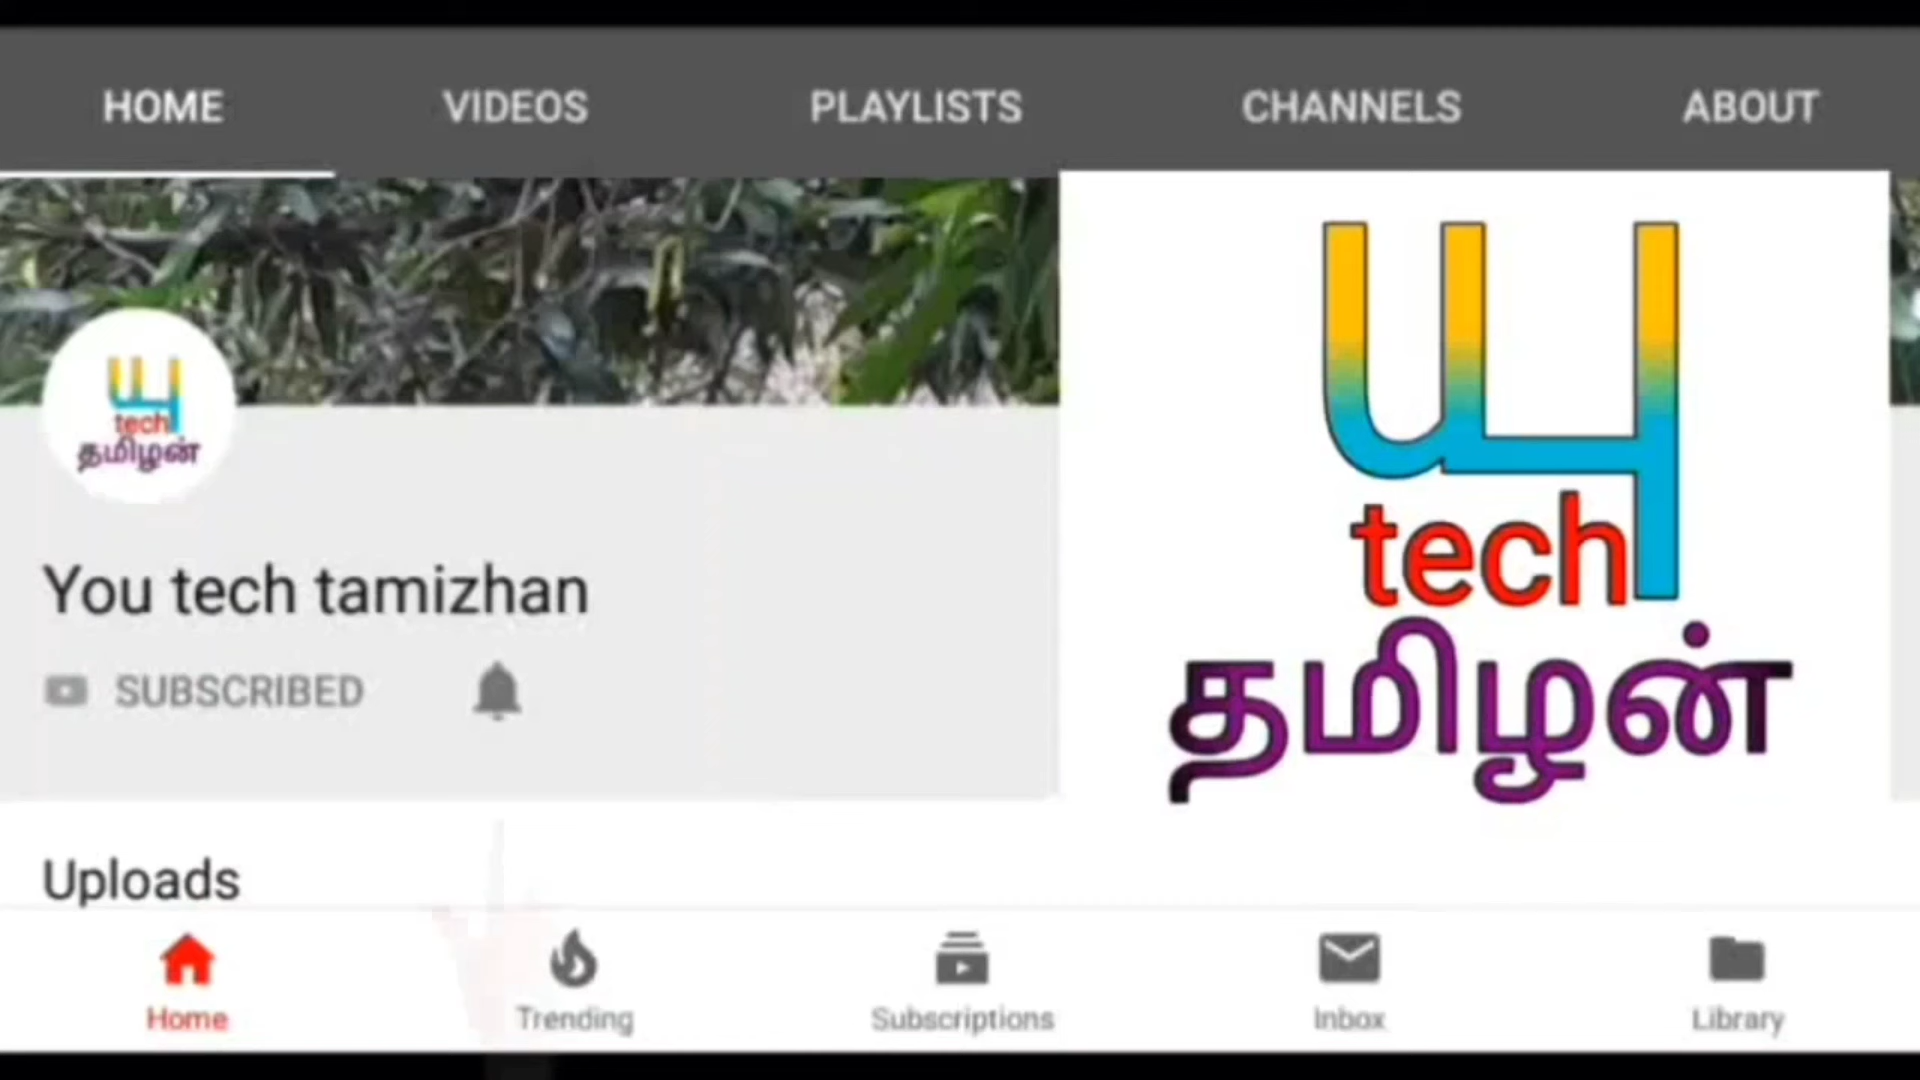 HOME VIDEOS PLAYLISTS CHANNELS ABOUT
யு
tech
தமிழன்
யு
tech
தமிழன்
You tech tamizhan
SUBSCRIBED
Uploads
Home Trending Subscriptions Inbox Library